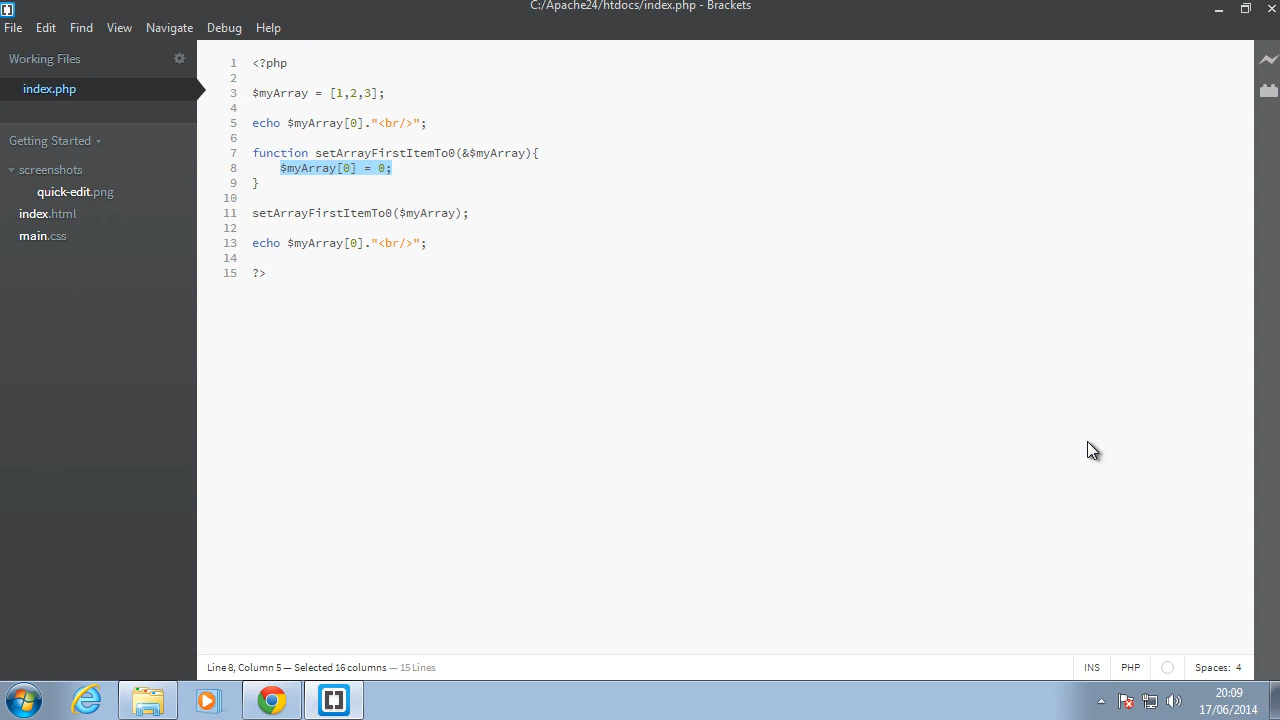 C:/Apache24/htdocs/index.php - Brackets
File Edit Find View Navigate Debug Help
Working Files
index.php
Getting Started
screenshots
quick-edit.png
index.html
main.css
1 <?php
2
3 $myArray = [1,2,3];
4
5 echo $myArray[0]."<br/>";
6
7 function setArrayFirstItemTo0(&$myArray){
8 $myArray[0] = 0;
9 }
10
11 setArrayFirstItemTo0($myArray);
12
13 echo $myArray[0]."<br/>";
14
15 ?>
Line 8, Column 5 — Selected 16 columns — 15 Lines
INS PHP Spaces: 4
20:09
17/06/2014